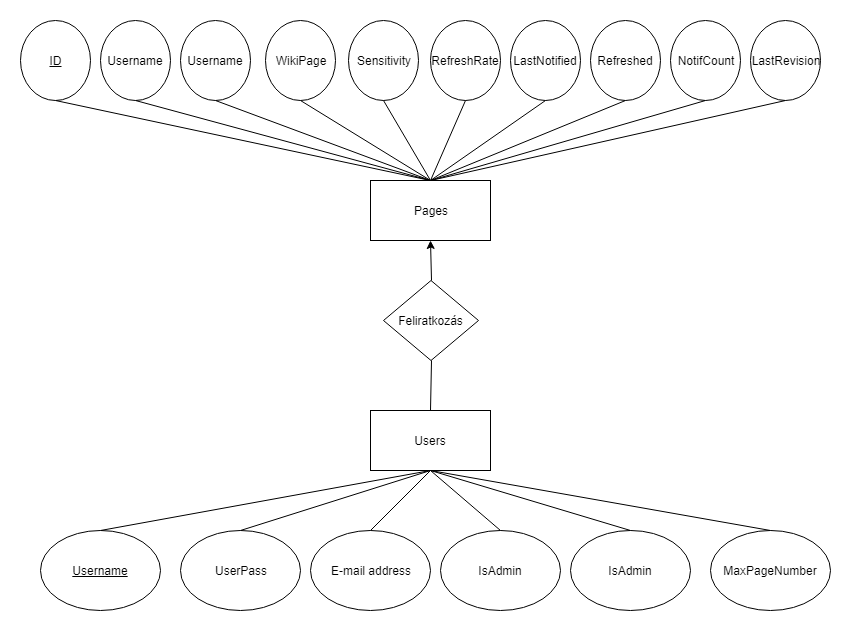 ID
Username
Username
WikiPage
Sensitivity
RefreshRate
LastNotified
Refreshed
NotifCount
LastRevision
Pages
Feliratkozás
Users
Username
UserPass
E-mail address
IsAdmin
IsAdmin
MaxPageNumber